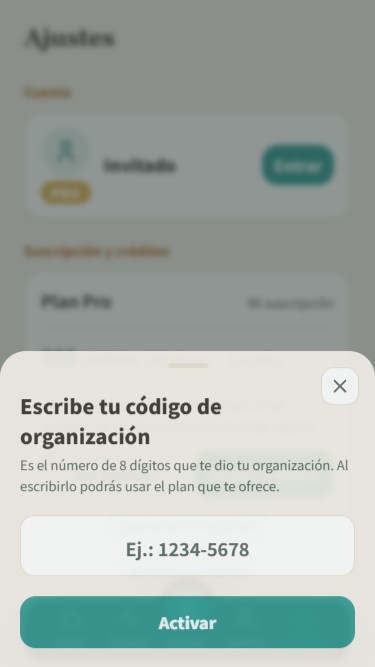 Ajustes
Cuenta
Invitado
Entrar
PRO
Suscripción y créditos
Plan Pro
Mi suscripción
Escribe tu código de
organización
Es el número de 8 dígitos que te dio tu organización. Al
escribirlo podrás usar el plan que te ofrece.
Ej.: 1234-5678
Activar